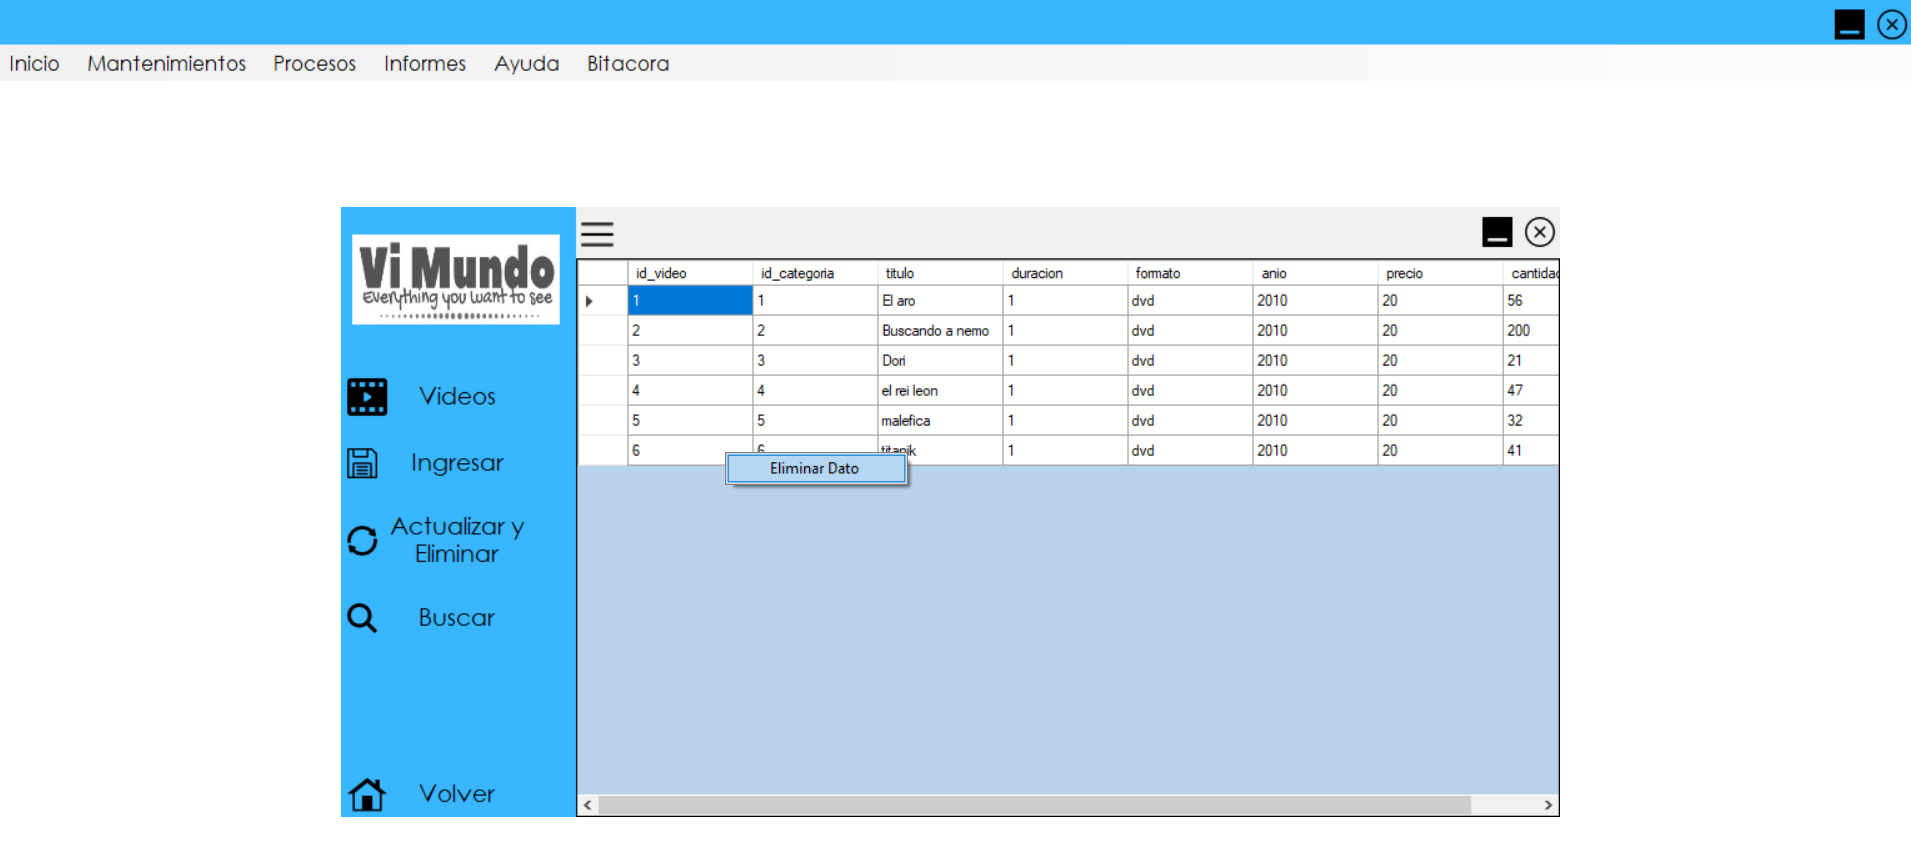 Inicio Mantenimientos Procesos Informes Ayuda Bitacora
Vi Mundo
Everything you want to see
Videos
Ingresar
Actualizar y
Eliminar
Buscar
Volver
id_video id_categoria titulo duracion formato anio precio cantidad
1 1 El aro 1 dvd 2010 20 56
2 2 Buscando a nemo 1 dvd 2010 20 200
3 3 Dori 1 dvd 2010 20 21
4 4 el rei leon 1 dvd 2010 20 47
5 5 malefica 1 dvd 2010 20 32
6 6 titanik 1 dvd 2010 20 41
Eliminar Dato